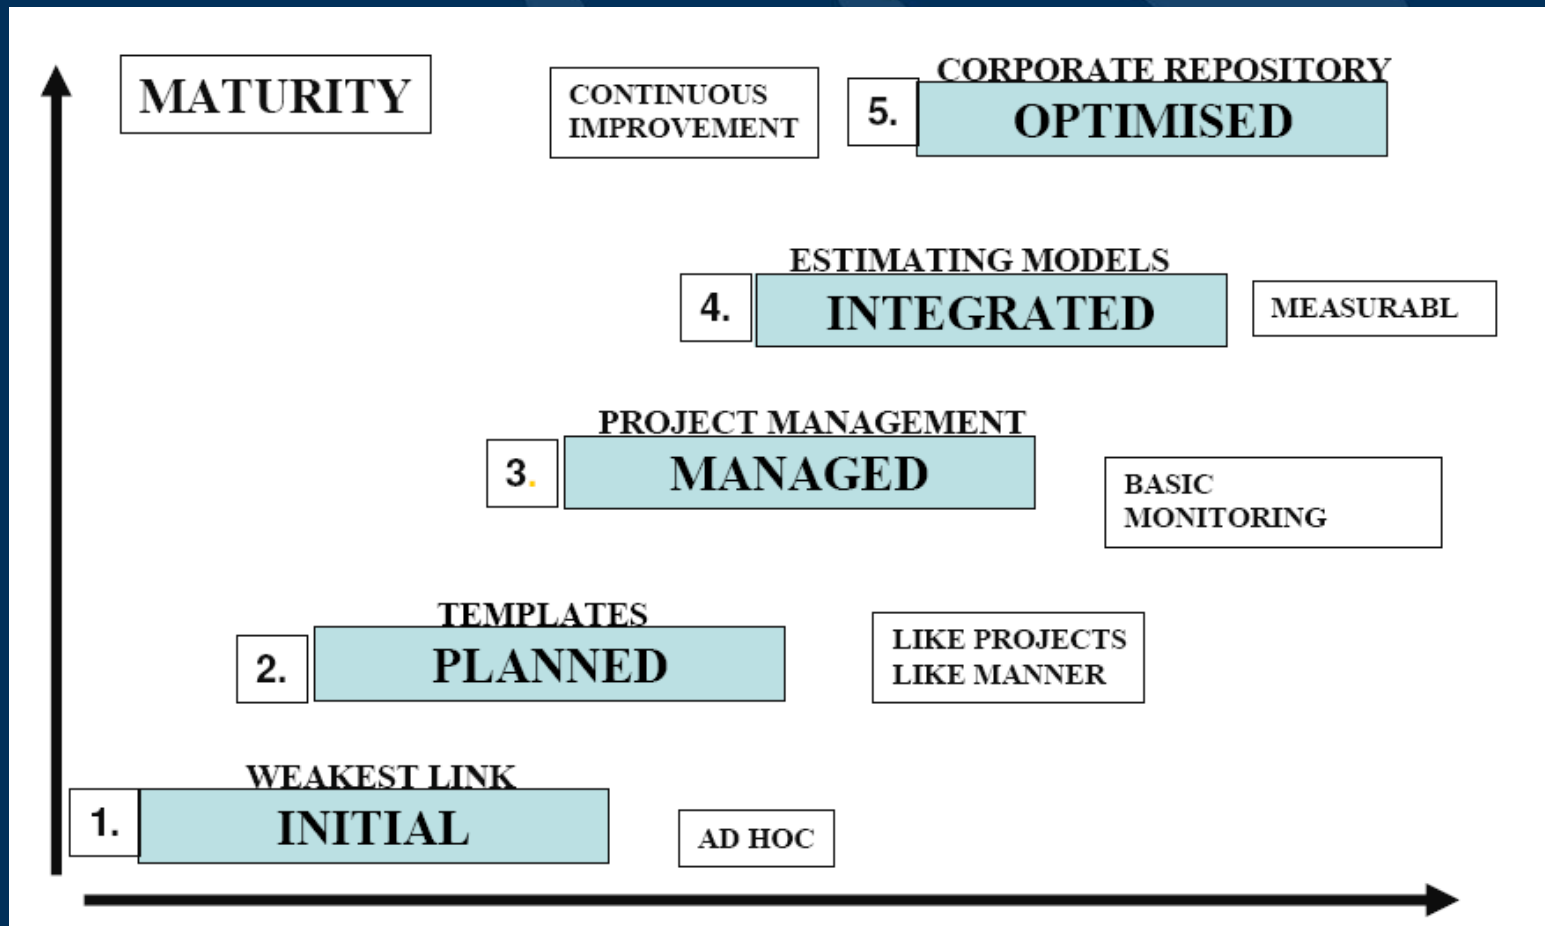 MATURITY
CONTINUOUS
IMPROVEMENT
5.
CORPORATE REPOSITORY
OPTIMISED
ESTIMATING MODELS
4.
INTEGRATED
MEASURABL
PROJECT MANAGEMENT
3.
MANAGED
BASIC
MONITORING
TEMPLATES
2.
PLANNED
LIKE PROJECTS
LIKE MANNER
WEAKEST LINK
1.
INITIAL
AD HOC